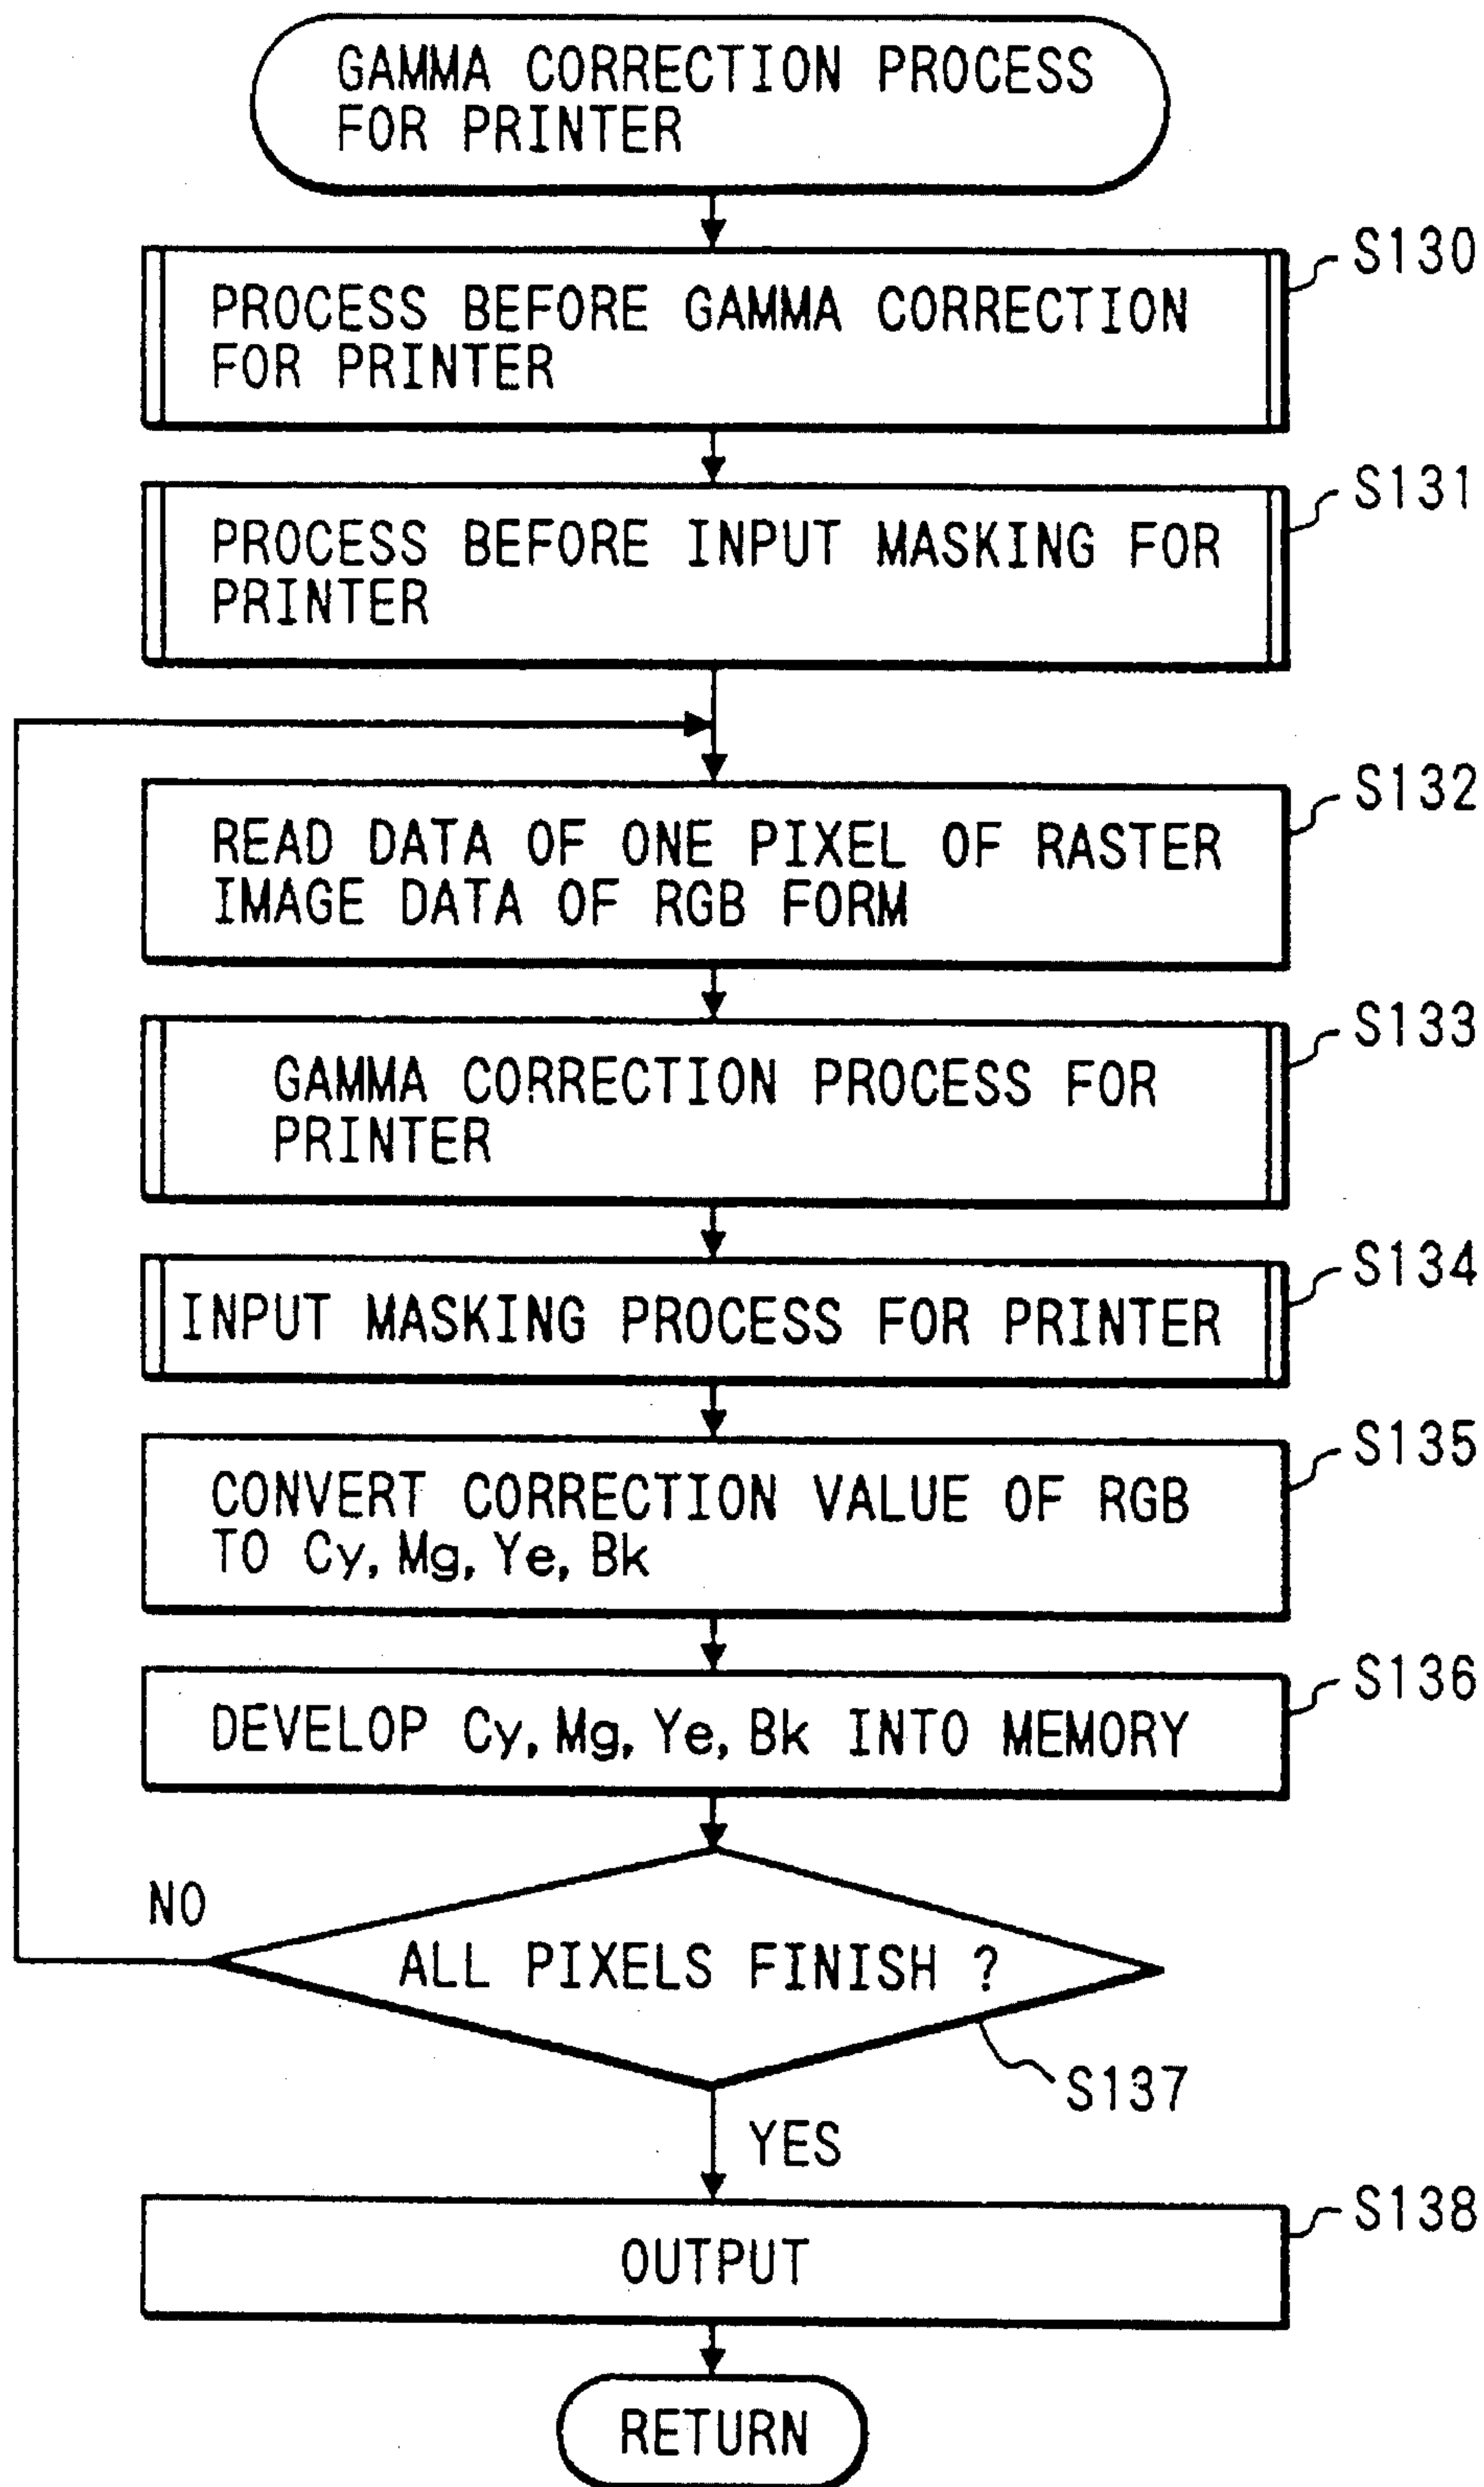 GAMMA CORRECTION PROCESS
FOR PRINTER
S130
PROCESS BEFORE GAMMA CORRECTION
FOR PRINTER
S131
PROCESS BEFORE INPUT MASKING FOR
PRINTER
S132
READ DATA OF ONE PIXEL OF RASTER
IMAGE DATA OF RGB FORM
S133
GAMMA CORRECTION PROCESS FOR
PRINTER
S134
INPUT MASKING PROCESS FOR PRINTER
S135
CONVERT CORRECTION VALUE OF RGB
TO Cy, Mg, Ye, Bk
S136
DEVELOP Cy, Mg, Ye, Bk INTO MEMORY
NO
ALL PIXELS FINISH ?
S137
YES
S138
OUTPUT
RETURN